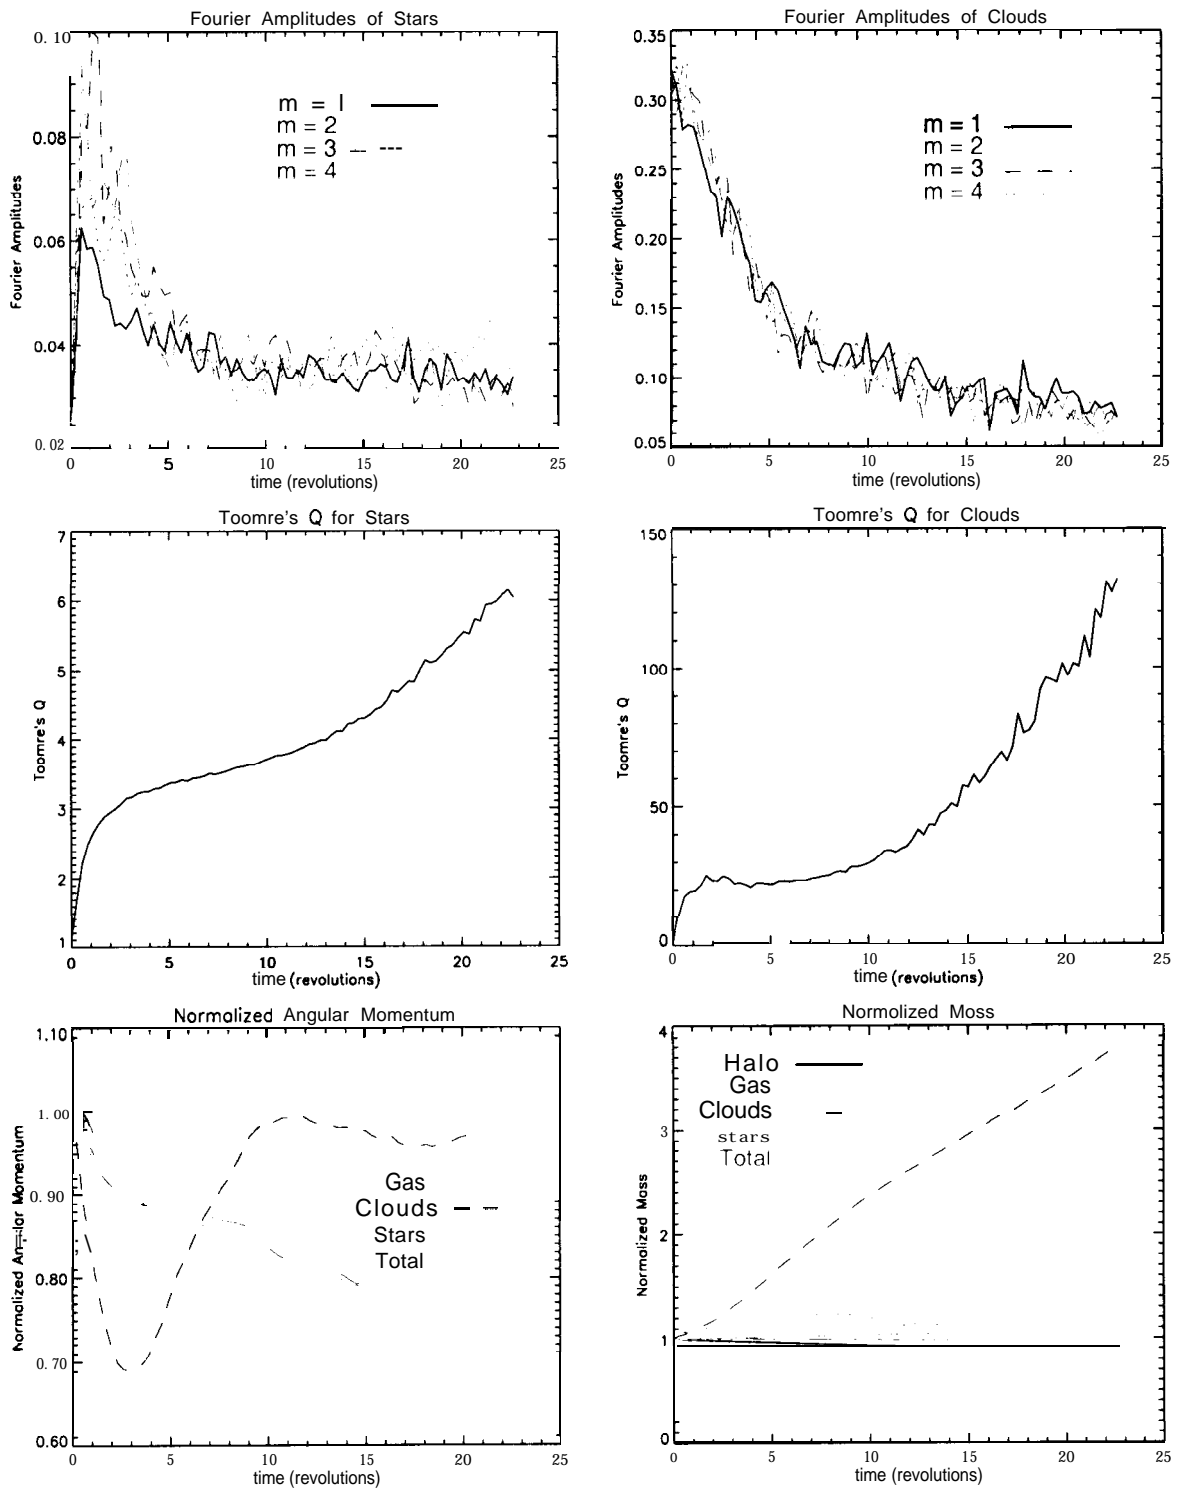 Fourier Amplitudes of Stars
0. 10
0.08
0.06
0.04
0. 02
Fourier Amplitudes
m = l
m = 2
m = 3
m = 4
0 5 10 15 20 25
time (revolutions)
Fourier Amplitudes of Clouds
0.35
0.30
0.25
0.20
0.15
0.10
0.05
Fourier Amplitudes
m = 1
m = 2
m = 3
m = 4
0 5 10 15 20 25
time (revolutions)
Toomre's Q for Stars
7
6
5
4
3
2
1
Toomre's Q
0 5 10 15 20 25
time (revolutions)
Toomre's Q for Clouds
150
100
50
0
Toomre's Q
0 5 10 15 20 25
time (revolutions)
Normalized Angular Momentum
1.10
1. 00
0. 90
0.80
0.70
0.60
Normalized Angular Momentum
Gas
Clouds
Stars
Total
0 5 10 15 20 25
time (revolutions)
Normalized Moss
4
3
2
1
0
Normalized Mass
Halo
Gas
Clouds
stars
Total
0 5 10 15 20 25
time (revolutions)